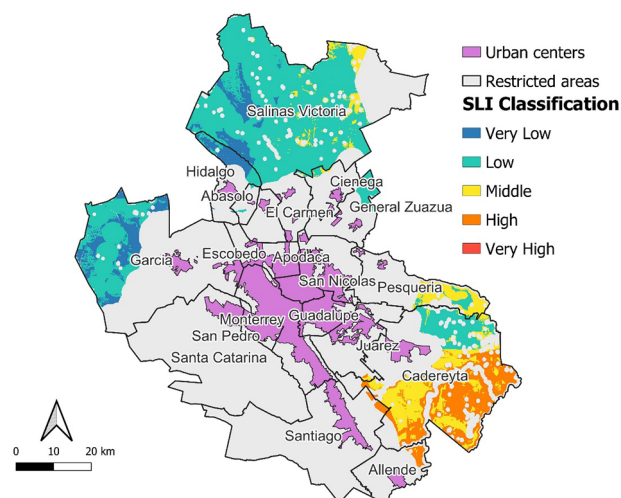 Urban centers
Restricted areas
SLI Classification
Very Low
Low
Middle
High
Very High
Salinas Victoria
Hidalgo
Abasolo
Cienega
El Carmen
General Zuazua
García
Escobedo
Apodaca
San Nicolas
Pesquería
Monterrey
Guadalupe
San Pedro
Juárez
Santa Catarina
Cadereyta
Santiago
Allende
0 10 20 km